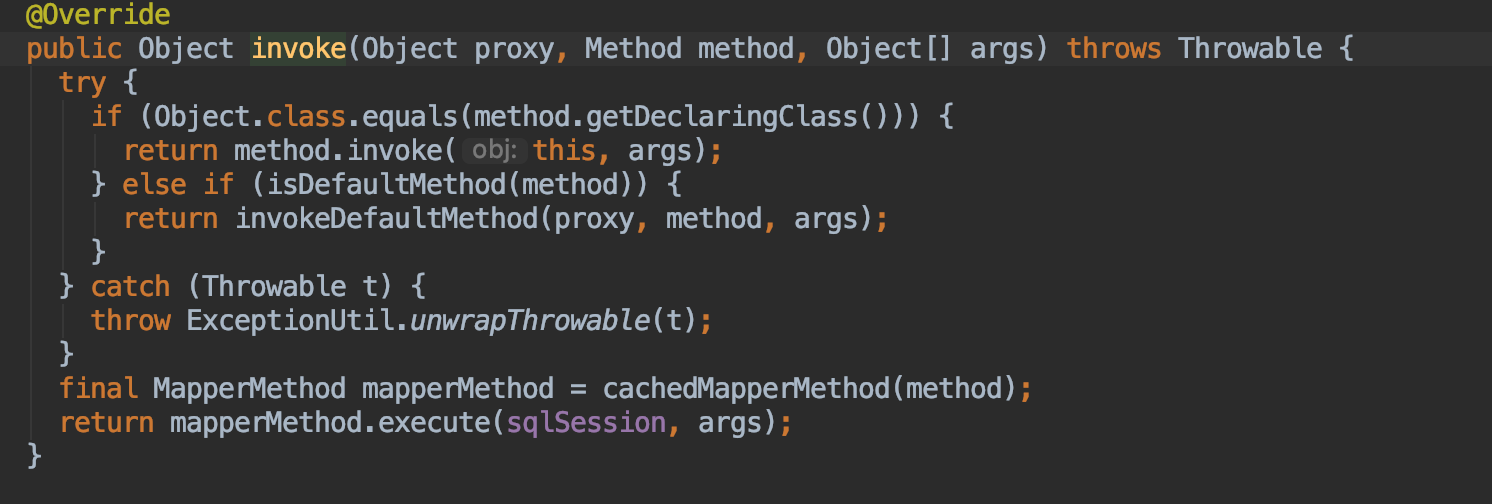 @Override
public Object invoke(Object proxy, Method method, Object[] args) throws Throwable {
try {
if (Object.class.equals(method.getDeclaringClass())) {
return method.invoke( obj: this, args);
} else if (isDefaultMethod(method)) {
return invokeDefaultMethod(proxy, method, args);
}
} catch (Throwable t) {
throw ExceptionUtil.unwrapThrowable(t);
}
final MapperMethod mapperMethod = cachedMapperMethod(method);
return mapperMethod.execute(sqlSession, args);
}